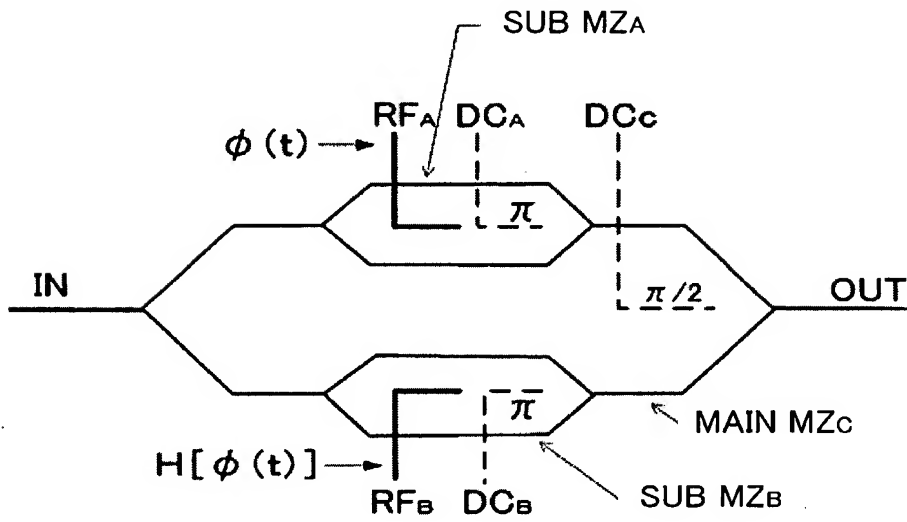 SUB MZA
RFA DCA DCc
φ(t)
π
IN
π/2
OUT
π
MAIN MZc
H[φ(t)]
RFB DCB
SUB MZB